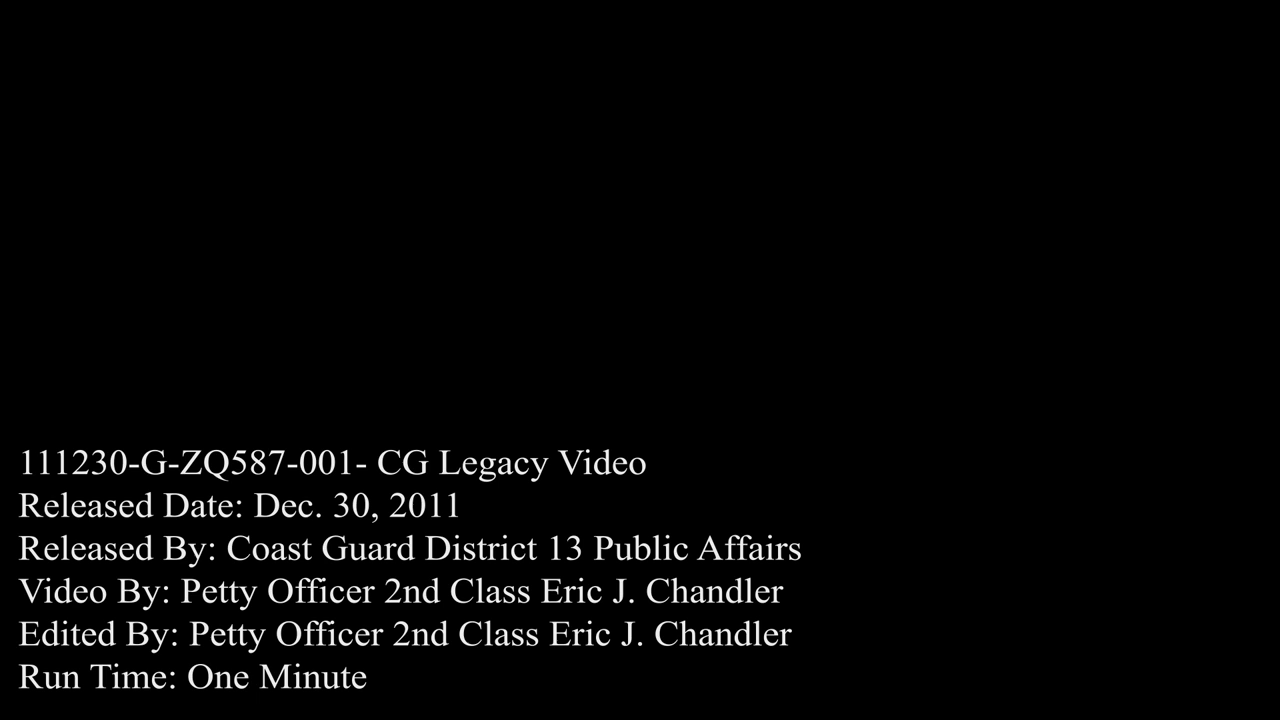 111230-G-ZQ587-001- CG Legacy Video
Released Date: Dec. 30, 2011
Released By: Coast Guard District 13 Public Affairs
Video By: Petty Officer 2nd Class Eric J. Chandler
Edited By: Petty Officer 2nd Class Eric J. Chandler
Run Time: One Minute